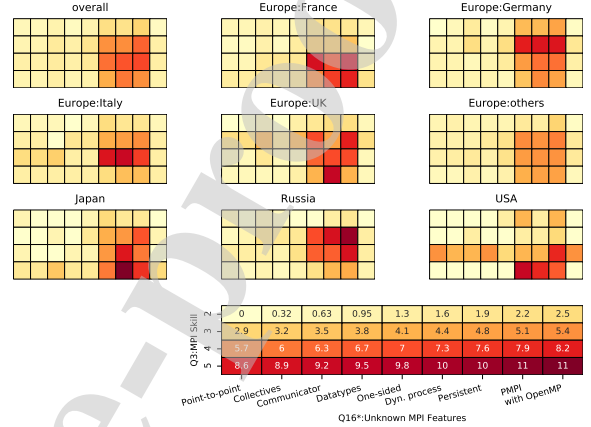 overall
Europe:France
Europe:Germany
Europe:Italy
Europe:UK
Europe:others
Japan
Russia
USA
Q3:MPI Skill
2 0 0.32 0.63 0.95 1.3 1.6 1.9 2.2 2.5
3 2.9 3.2 3.5 3.8 4.1 4.4 4.8 5.1 5.4
4 5.7 6 6.3 6.7 7 7.3 7.6 7.9 8.2
5 8.6 8.9 9.2 9.5 9.8 10 10 11 11
Point-to-point Collectives Communicator Datatypes One-sided Dyn. process Persistent PMPI with OpenMP
Q16*:Unknown MPI Features
e-proo